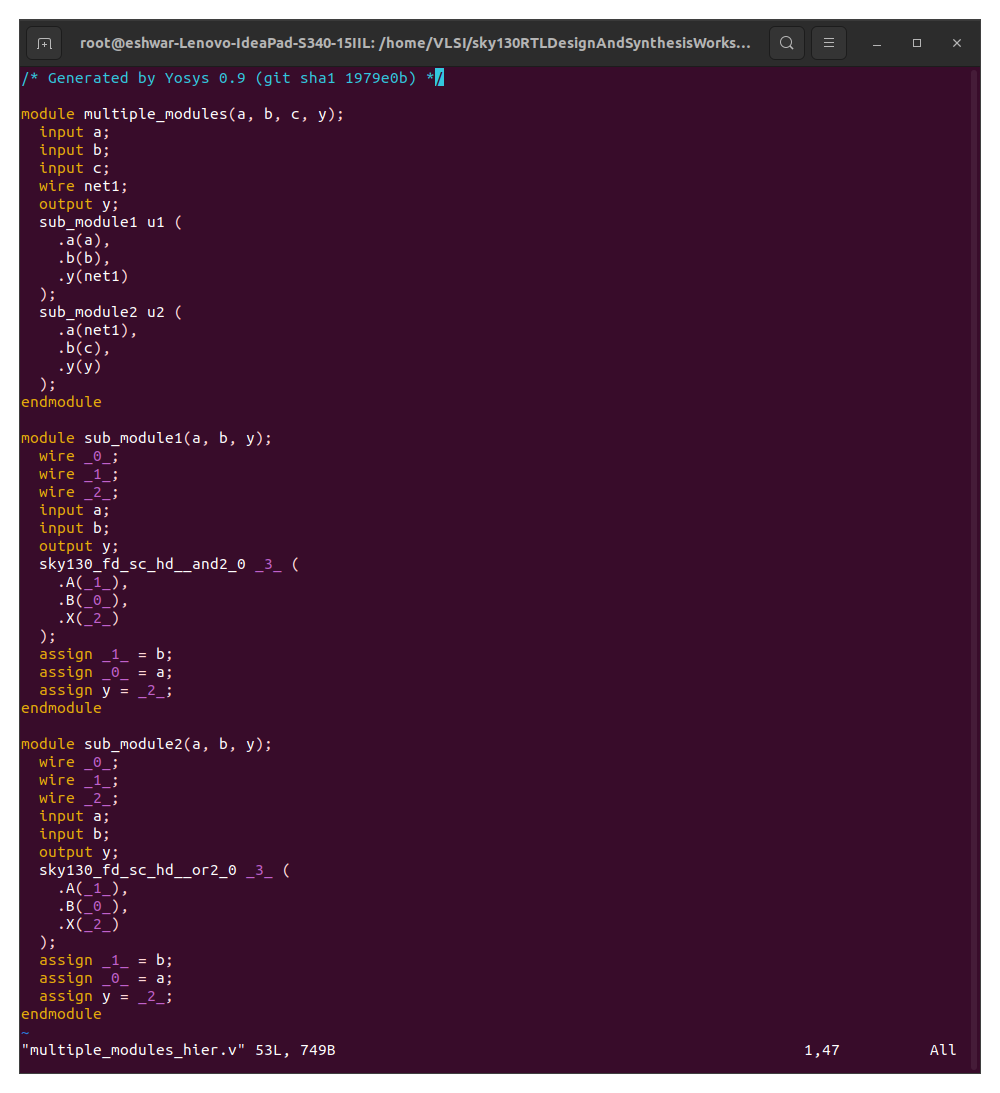 root@eshwar-Lenovo-IdeaPad-S340-15IIL: /home/VLSI/sky130RTLDesignAndSynthesisWorks...
/* Generated by Yosys 0.9 (git sha1 1979e0b) */
module multiple_modules(a, b, c, y);
  input a;
  input b;
  input c;
  wire net1;
  output y;
  sub_module1 u1 (
    .a(a),
    .b(b),
    .y(net1)
  );
  sub_module2 u2 (
    .a(net1),
    .b(c),
    .y(y)
  );
endmodule
module sub_module1(a, b, y);
  wire _0_;
  wire _1_;
  wire _2_;
  input a;
  input b;
  output y;
  sky130_fd_sc_hd__and2_0 _3_ (
    .A(_1_),
    .B(_0_),
    .X(_2_)
  );
  assign _1_ = b;
  assign _0_ = a;
  assign y = _2_;
endmodule
module sub_module2(a, b, y);
  wire _0_;
  wire _1_;
  wire _2_;
  input a;
  input b;
  output y;
  sky130_fd_sc_hd__or2_0 _3_ (
    .A(_1_),
    .B(_0_),
    .X(_2_)
  );
  assign _1_ = b;
  assign _0_ = a;
  assign y = _2_;
endmodule
~
"multiple_modules_hier.v" 53L, 749B 1,47 All